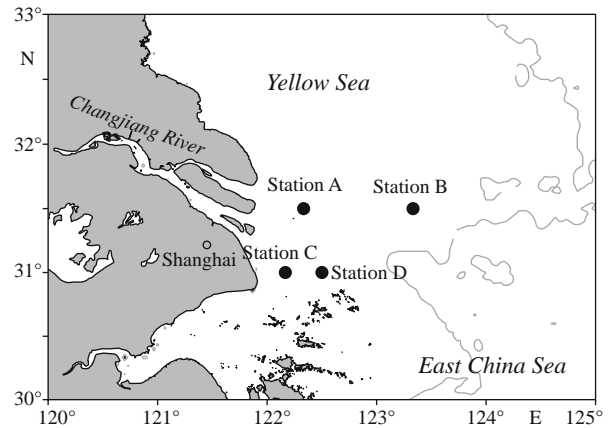 33°
N
Yellow Sea
Changjiang River
32°
Station A
Station B
Shanghai
Station C
31°
Station D
East China Sea
30°
120°
121°
122°
123°
124°
E
125°